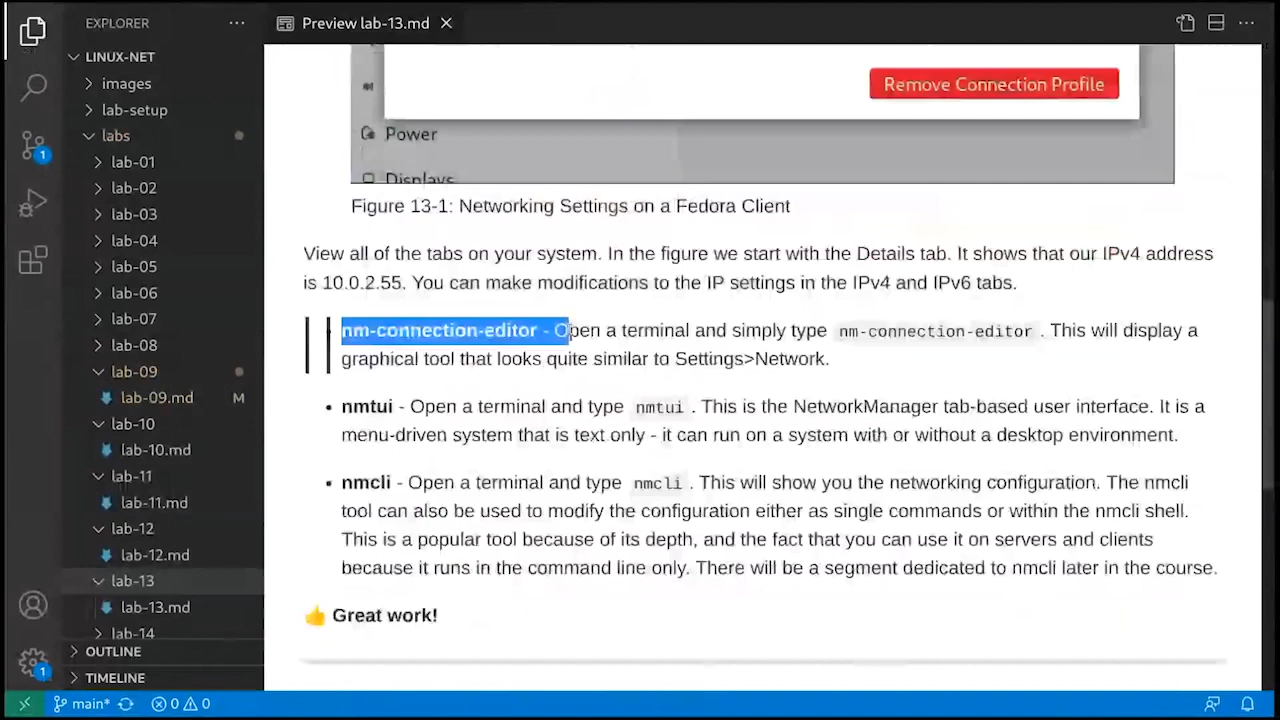 EXPLORER
Preview lab-13.md
LINUX-NET
images
lab-setup
labs
lab-01
lab-02
lab-03
lab-04
lab-05
lab-06
lab-07
lab-08
lab-09
lab-09.md M
lab-10
lab-10.md
lab-11
lab-11.md
lab-12
lab-12.md
lab-13
lab-13.md
lab-14
OUTLINE
TIMELINE
1
1
Remove Connection Profile
Power
Displays
Figure 13-1: Networking Settings on a Fedora Client
View all of the tabs on your system. In the figure we start with the Details tab. It shows that our IPv4 address
is 10.0.2.55. You can make modifications to the IP settings in the IPv4 and IPv6 tabs.
nm-connection-editor - Open a terminal and simply type nm-connection-editor . This will display a
graphical tool that looks quite similar to Settings>Network.
• nmtui - Open a terminal and type nmtui . This is the NetworkManager tab-based user interface. It is a
menu-driven system that is text only - it can run on a system with or without a desktop environment.
• nmcli - Open a terminal and type nmcli . This will show you the networking configuration. The nmcli
tool can also be used to modify the configuration either as single commands or within the nmcli shell.
This is a popular tool because of its depth, and the fact that you can use it on servers and clients
because it runs in the command line only. There will be a segment dedicated to nmcli later in the course.
👍 Great work!
main* 0 0